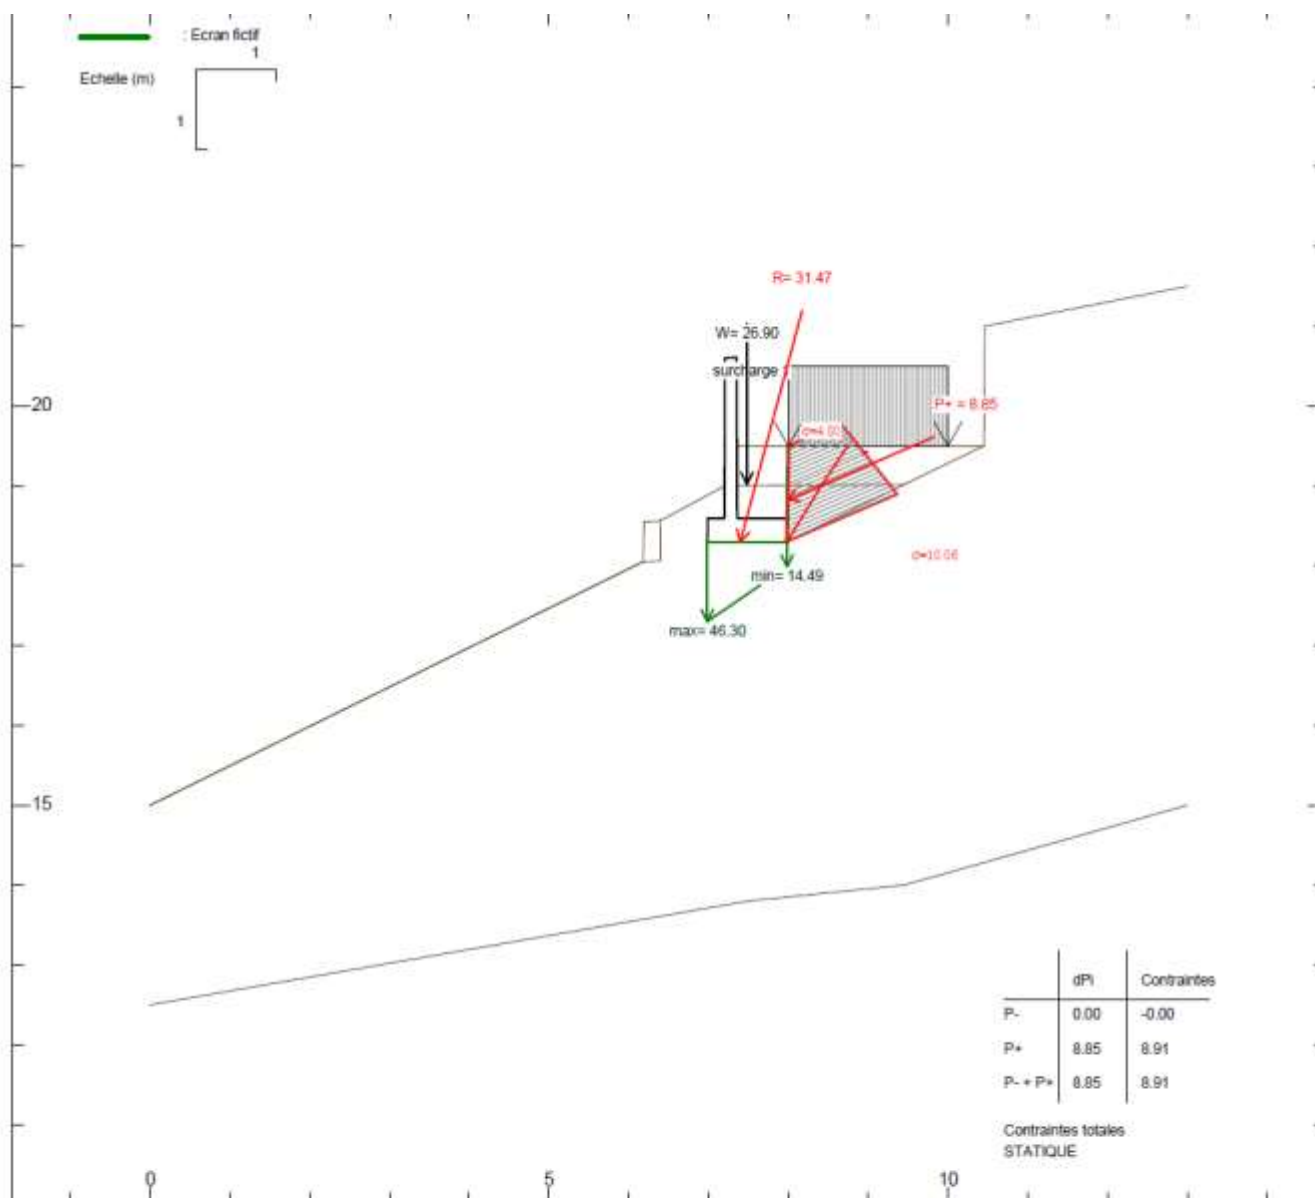 : Ecran fictif
1
Echelle (m)
1
R= 31.47
W= 26.90
surcharge
20
P+ = 8.85
d=10.06
min= 14.49
max= 46.30
15
dPi
Contraintes
P-
0.00
-0.00
P+
8.85
8.91
P- + P+
8.85
8.91
Contraintes totales
STATIQUE
0
5
10